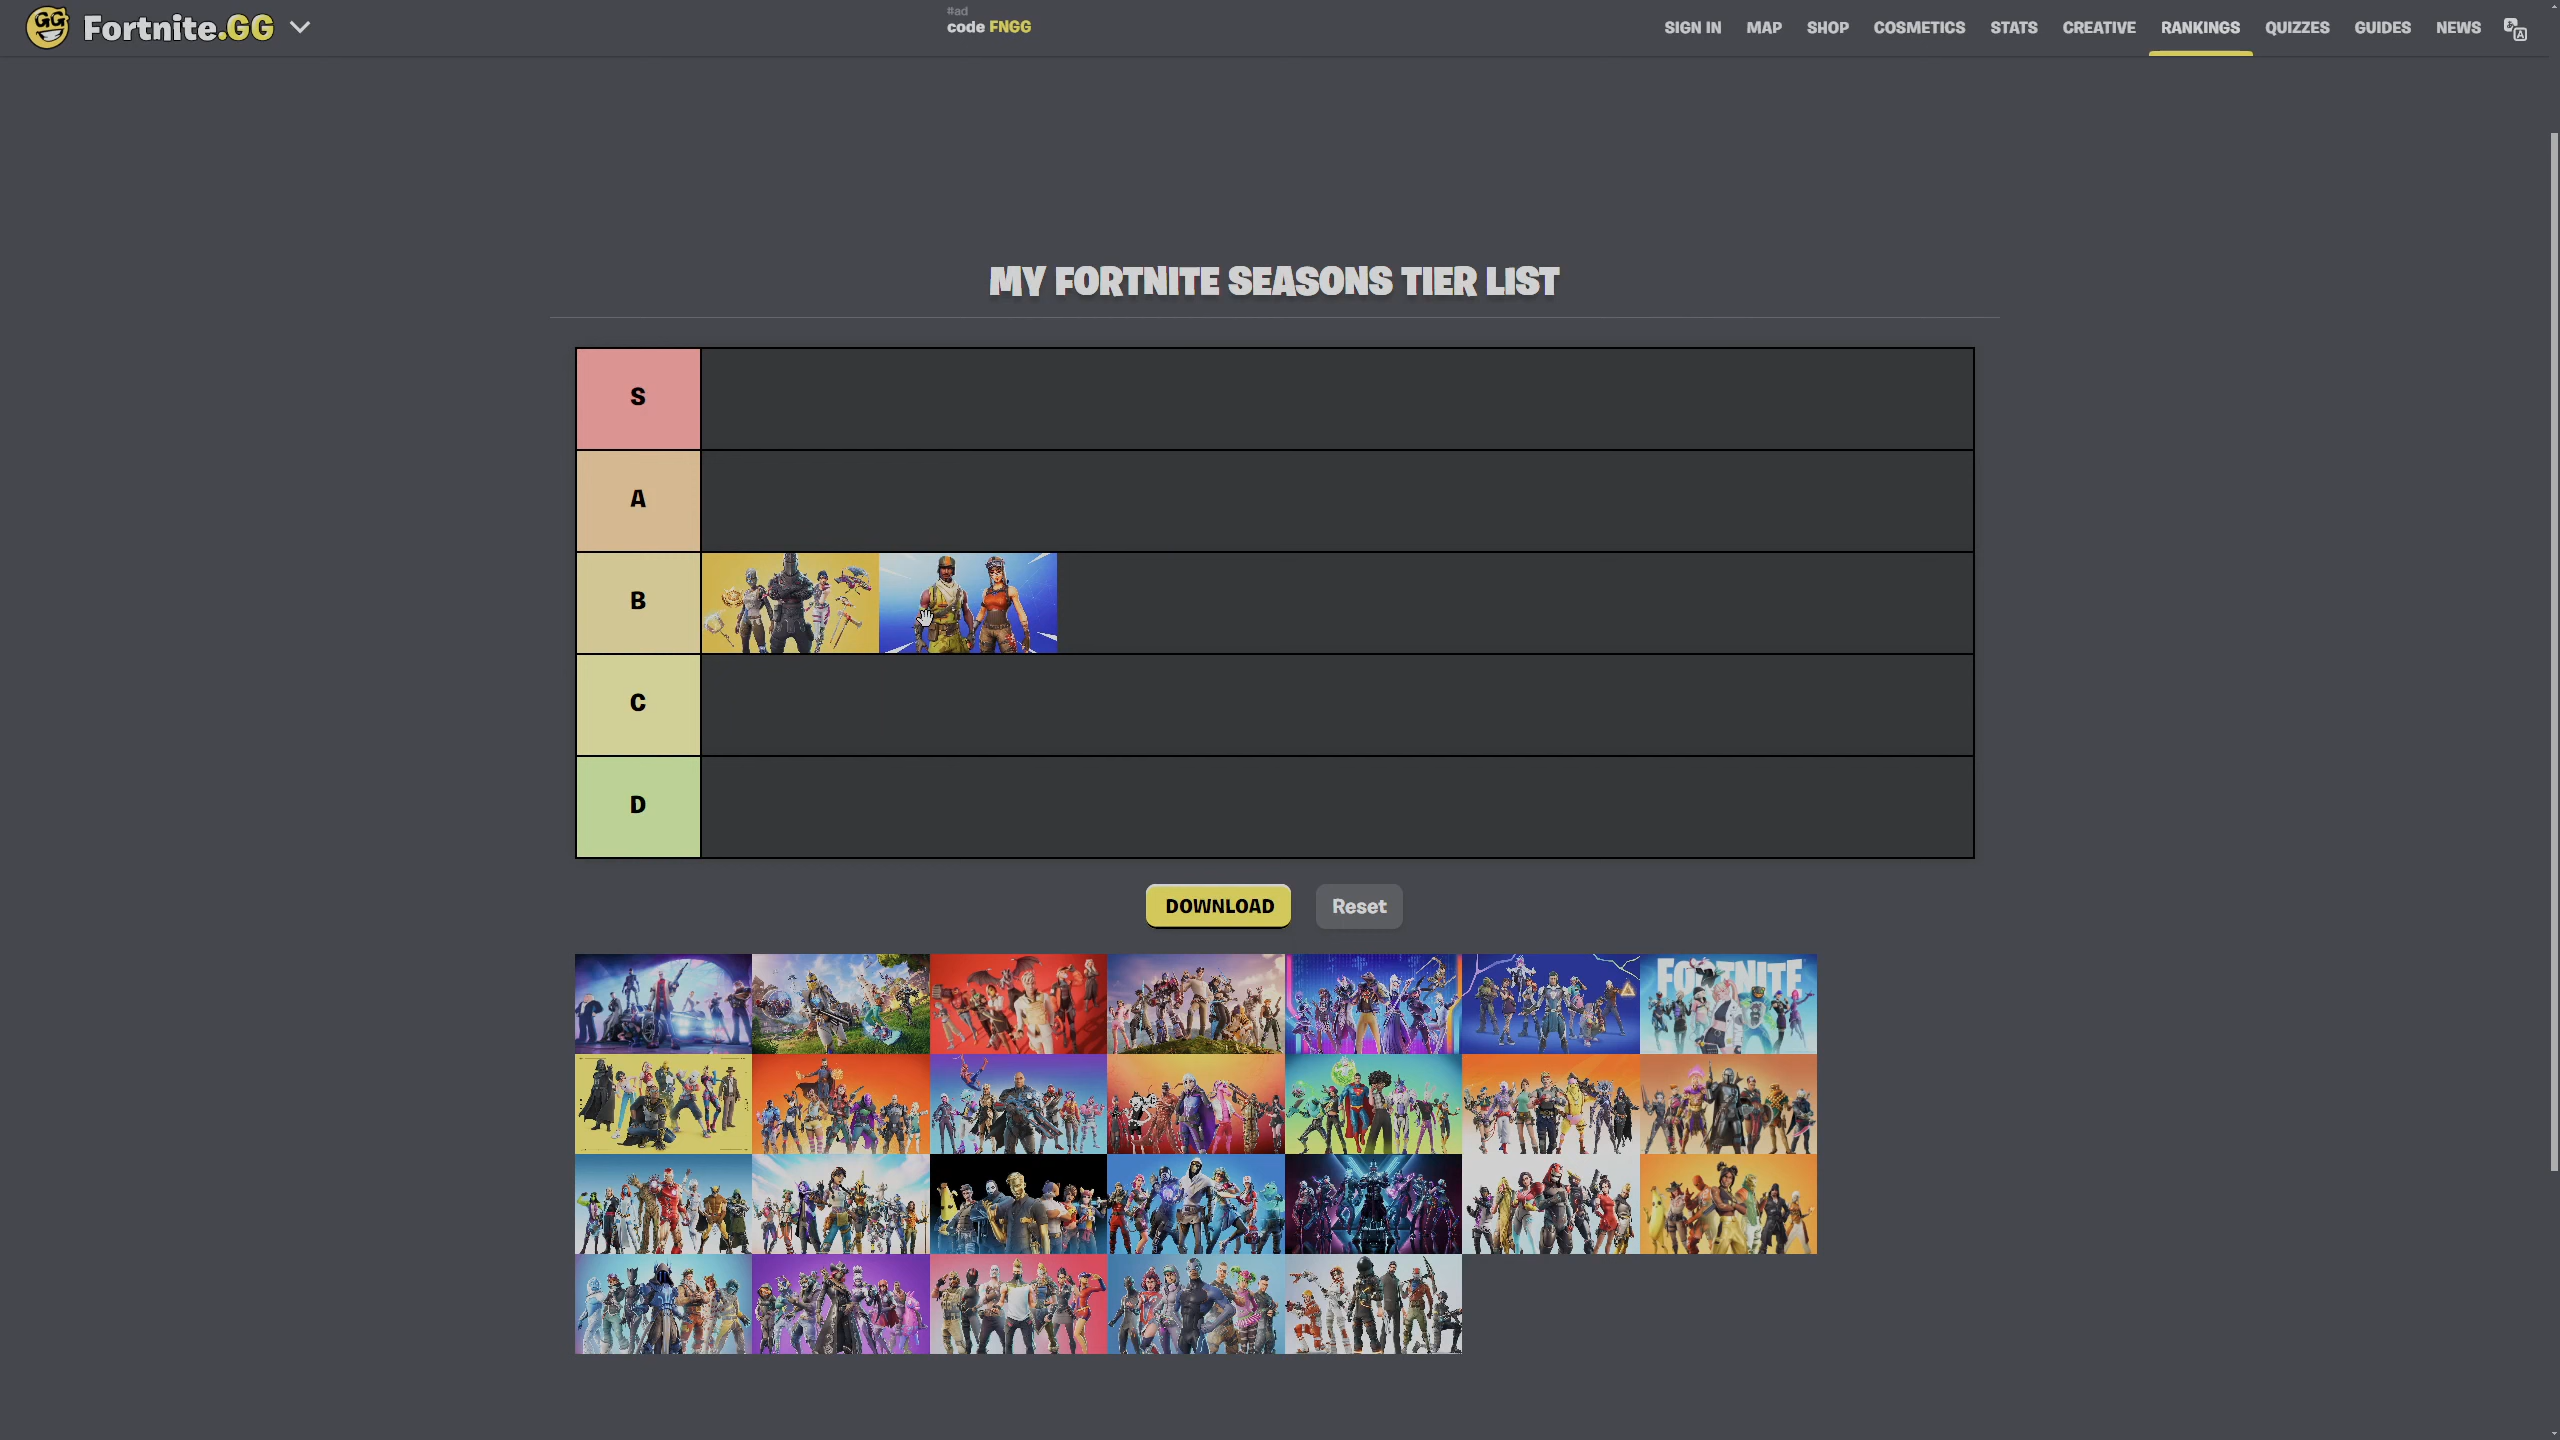 Fortnite.GG
#ad
code FNGG
SIGN IN MAP SHOP COSMETICS STATS CREATIVE RANKINGS QUIZZES GUIDES NEWS
MY FORTNITE SEASONS TIER LIST
S
A
B
C
D
DOWNLOAD Reset
FORTNITE